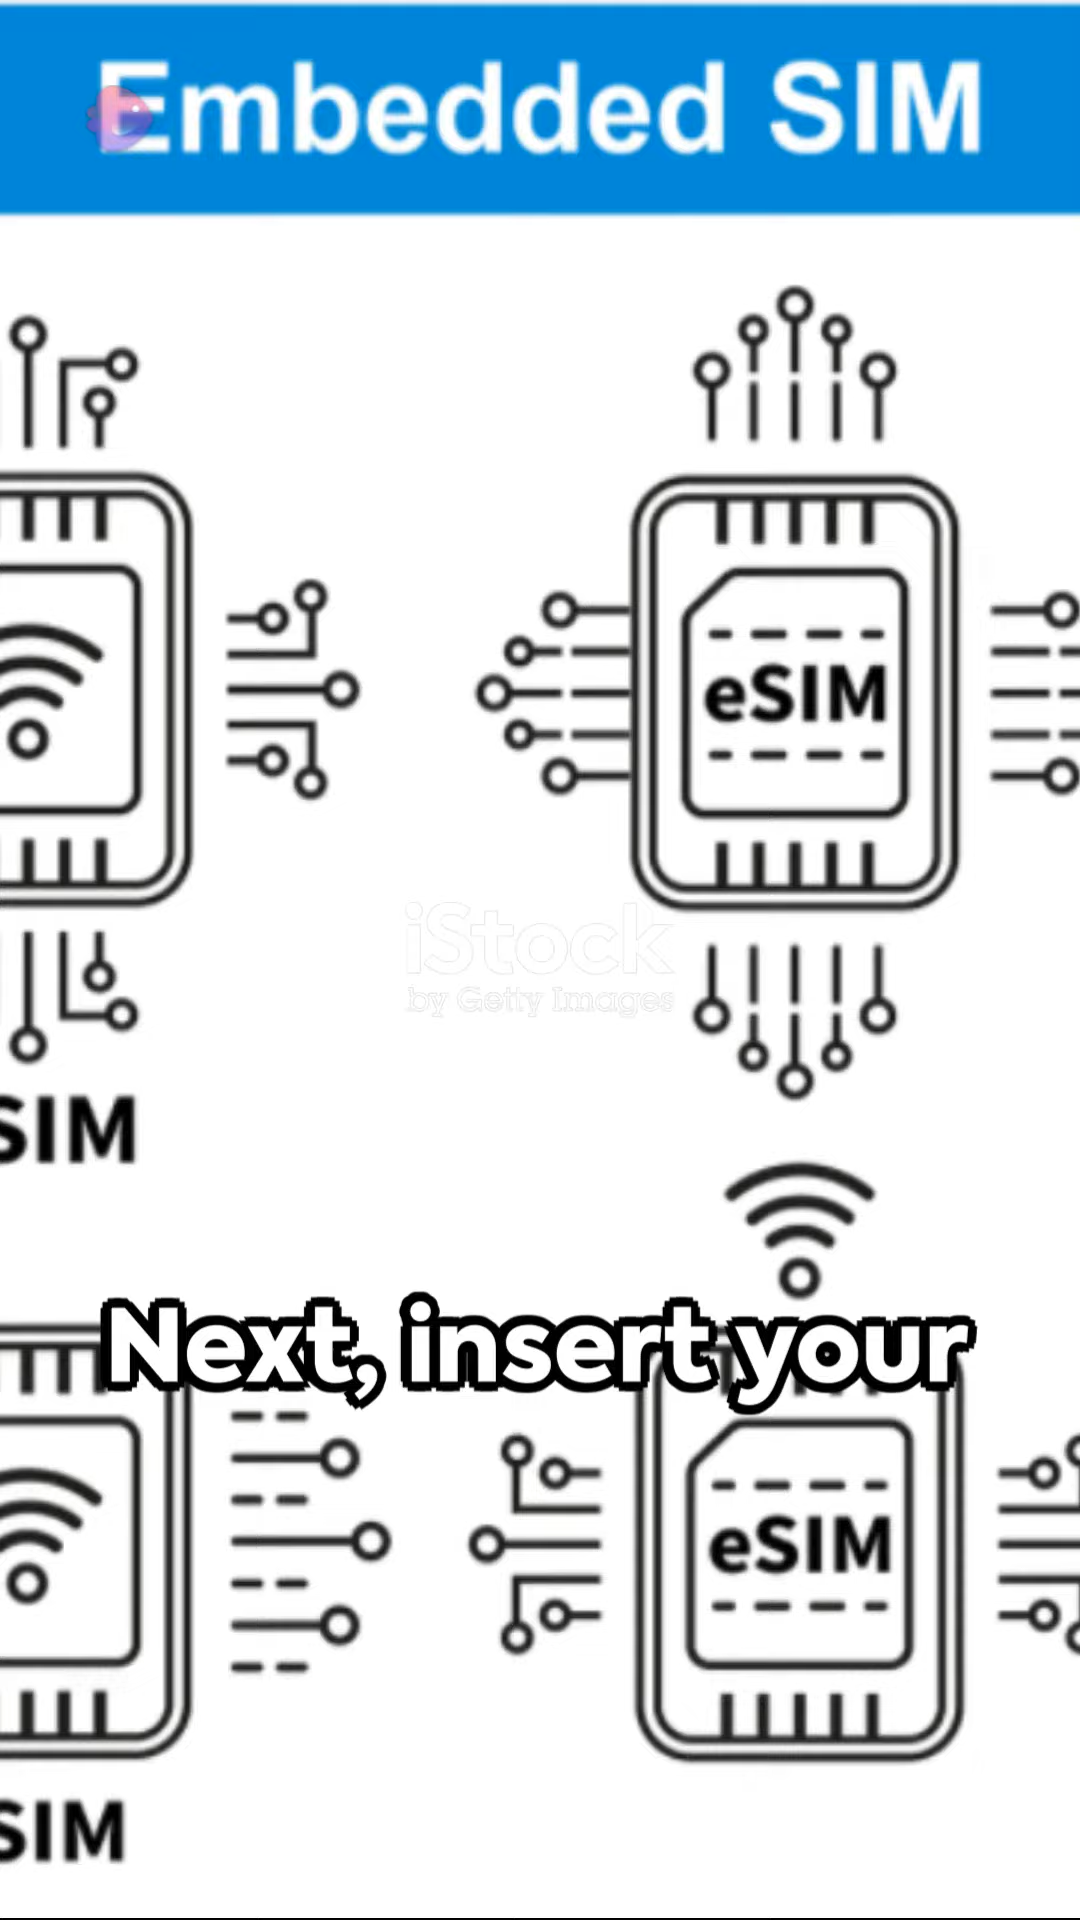 Embedded SIM
eSIM
iStock
by Getty Images
SIM
Next, insert your
eSIM
SIM